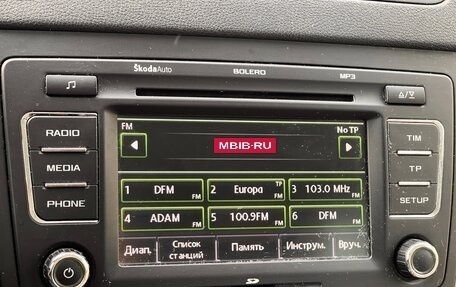 ŠkodaAuto BOLERO MP3
RADIO
MEDIA
PHONE
FM No TP
MBIB·RU
1 DFM FM 2 Europa TP FM 3 103.0 MHz FM
4 ADAM FM 5 100.9FM FM 6 DFM FM
Диап. Список станций Память Инструм. Вруч.
TIM
TP
SETUP
SD